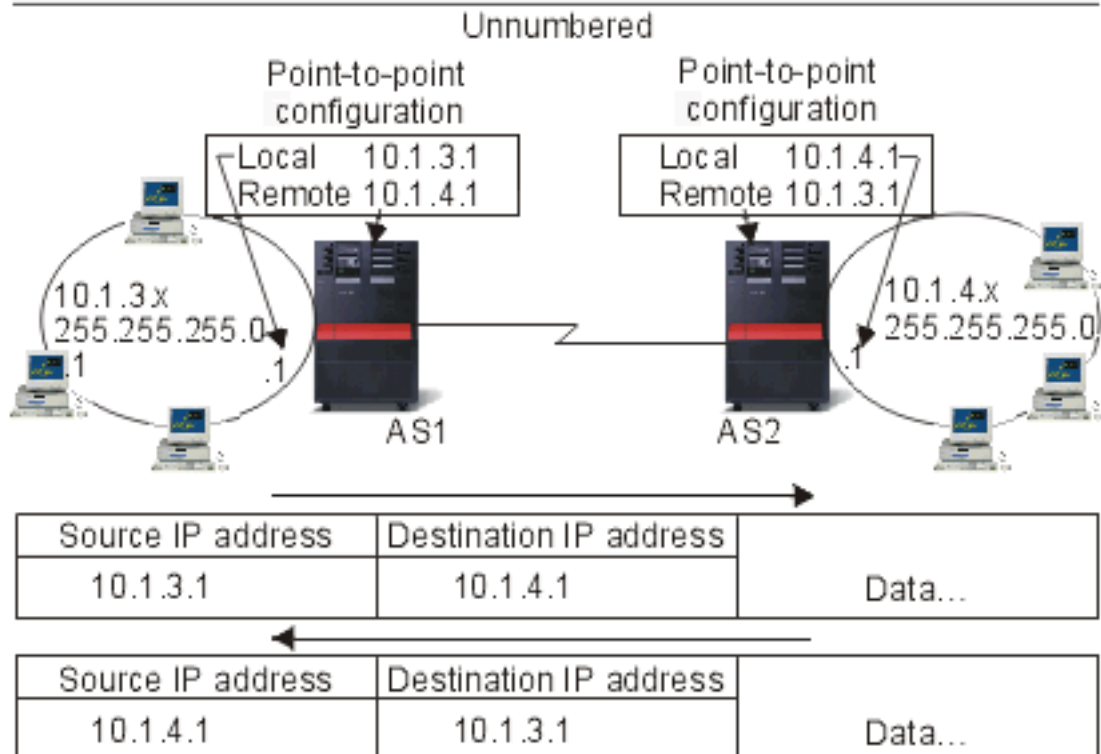 Unnumbered
Point-to-point
configuration
Point-to-point
configuration
Local 10.1.3.1
Remote 10.1.4.1
Local 10.1.4.1
Remote 10.1.3.1
10.1.3.x
255.255.255.0
.1
.1
10.1.4.x
255.255.255.0
.1
AS1
AS2
Source IP address Destination IP address
10.1.3.1 10.1.4.1 Data...
Source IP address Destination IP address
10.1.4.1 10.1.3.1 Data...